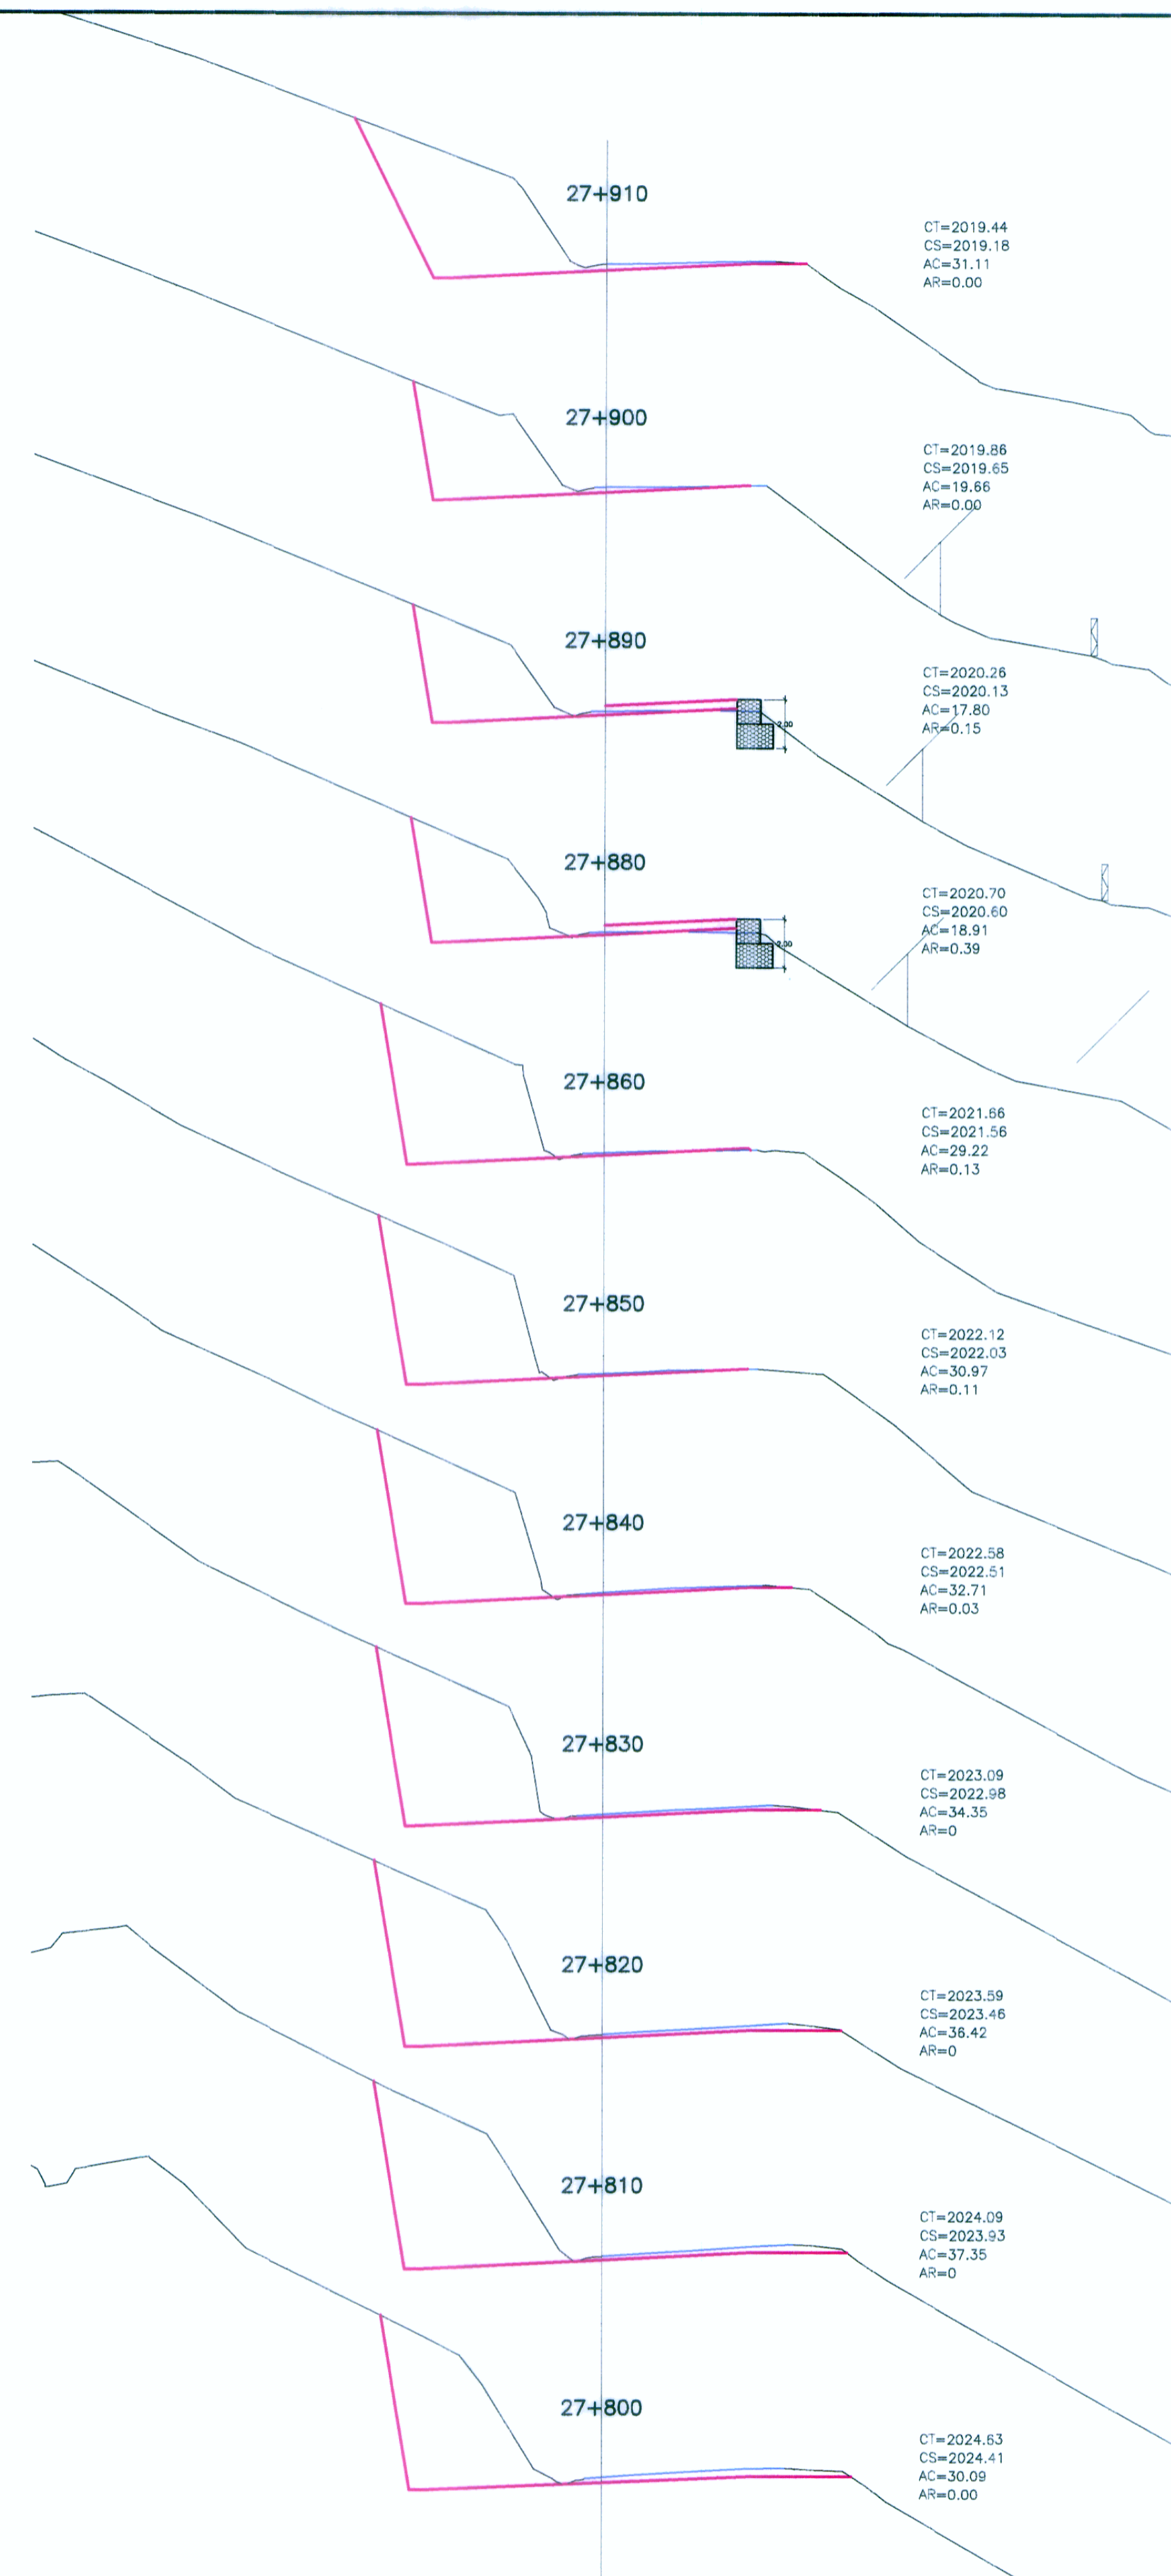 27+910
CT=2019.44
CS=2019.18
AC=31.11
AR=0.00
27+900
CT=2019.86
CS=2019.65
AC=19.66
AR=0.00
27+890
CT=2020.26
CS=2020.13
AC=17.80
AR=0.15
2.00
27+880
CT=2020.70
CS=2020.60
AC=18.91
AR=0.39
2.00
27+860
CT=2021.66
CS=2021.56
AC=29.22
AR=0.13
27+850
CT=2022.12
CS=2022.03
AC=30.97
AR=0.11
27+840
CT=2022.58
CS=2022.51
AC=32.71
AR=0.03
27+830
CT=2023.09
CS=2022.98
AC=34.35
AR=0
27+820
CT=2023.59
CS=2023.46
AC=36.42
AR=0
27+810
CT=2024.09
CS=2023.93
AC=37.35
AR=0
27+800
CT=2024.63
CS=2024.41
AC=30.09
AR=0.00